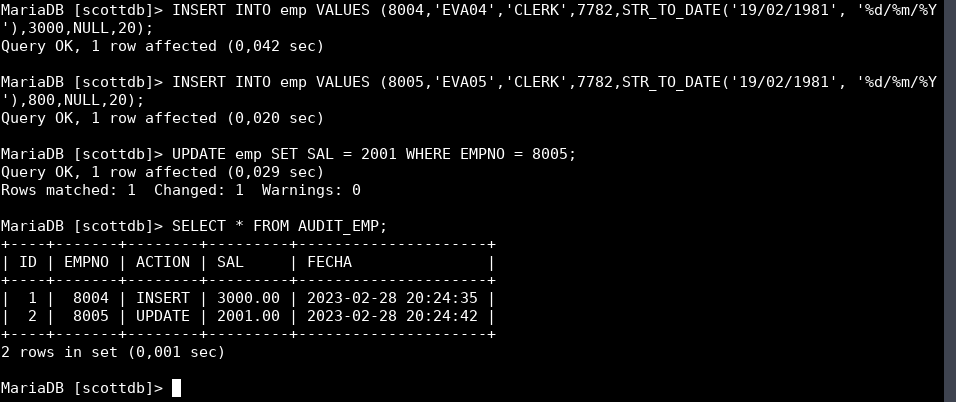 MariaDB [scottdb]> INSERT INTO emp VALUES (8004,'EVA04','CLERK',7782,STR_TO_DATE('19/02/1981', '%d/%m/%Y
'),3000,NULL,20);
Query OK, 1 row affected (0,042 sec)

MariaDB [scottdb]> INSERT INTO emp VALUES (8005,'EVA05','CLERK',7782,STR_TO_DATE('19/02/1981', '%d/%m/%Y
'),800,NULL,20);
Query OK, 1 row affected (0,020 sec)

MariaDB [scottdb]> UPDATE emp SET SAL = 2001 WHERE EMPNO = 8005;
Query OK, 1 row affected (0,029 sec)
Rows matched: 1  Changed: 1  Warnings: 0

MariaDB [scottdb]> SELECT * FROM AUDIT_EMP;
+----+-------+--------+---------+---------------------+
| ID | EMPNO | ACTION | SAL     | FECHA               |
+----+-------+--------+---------+---------------------+
|  1 |  8004 | INSERT | 3000.00 | 2023-02-28 20:24:35 |
|  2 |  8005 | UPDATE | 2001.00 | 2023-02-28 20:24:42 |
+----+-------+--------+---------+---------------------+
2 rows in set (0,001 sec)

MariaDB [scottdb]>